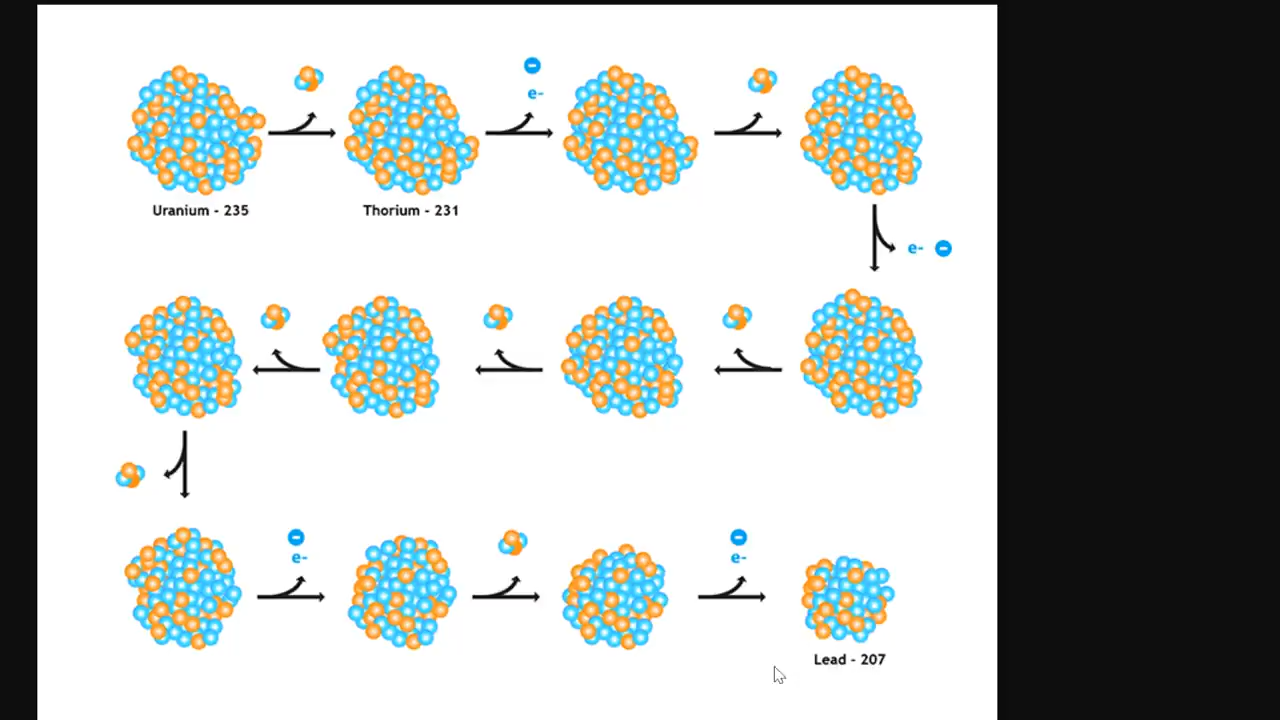 e-
Uranium - 235
Thorium - 231
e-
e-
e-
Lead - 207